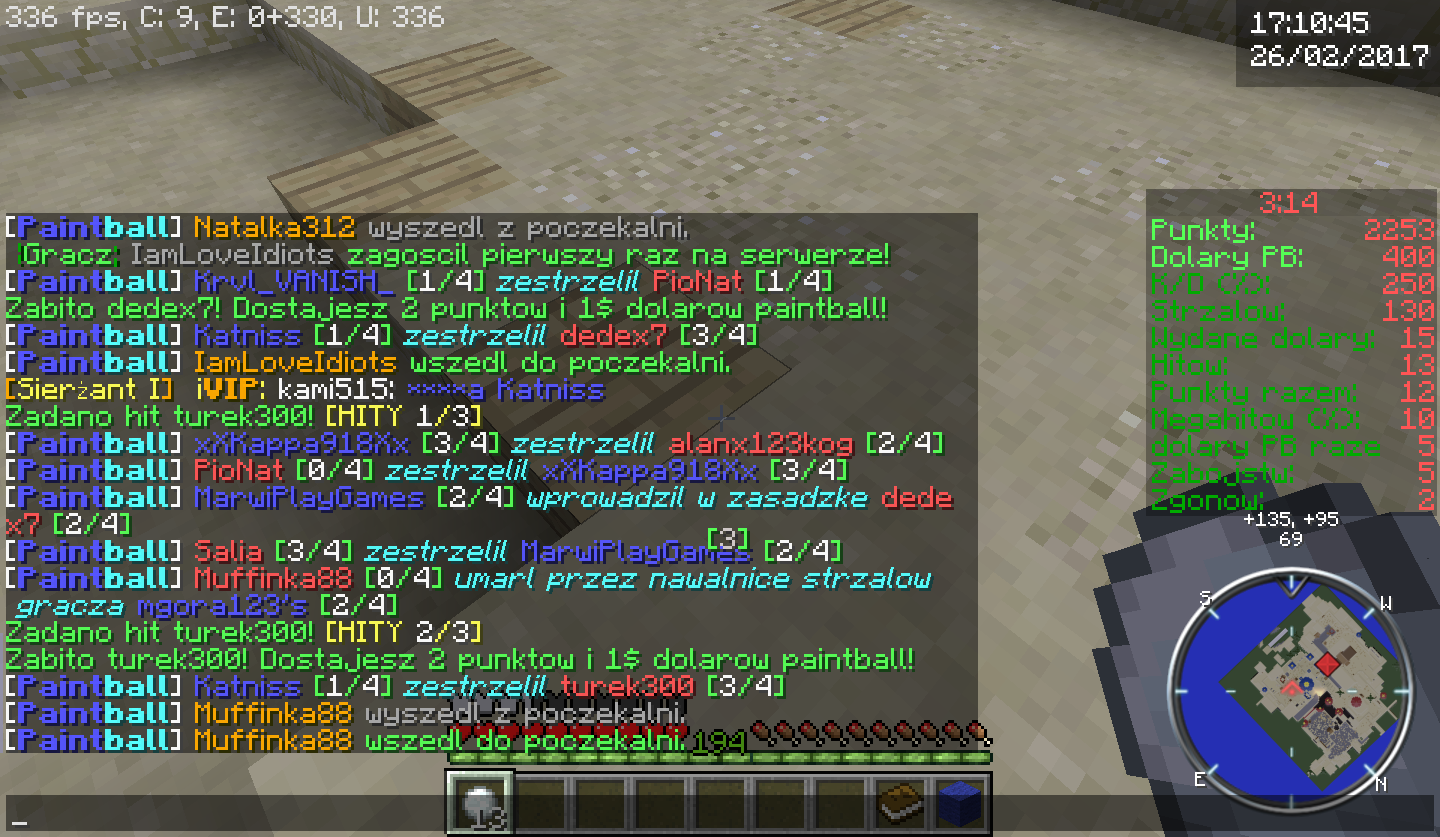 336 fps, C: 9, E: 0+330, U: 336
17:10:45
26/02/2017
[Paintball] Natalka312 wyszedl z poczekalni.
Gracz IamLoveIdiots zagoscil pierwszy raz na serwerze!
[Paintball] Krvl_VANISH_ [1/4] zestrzelil PioNat [1/4]
Zabito dedex7! Dostajesz 2 punktow i 1$ dolarow paintball!
[Paintball] Katniss [1/4] zestrzelil dedex7 [3/4]
[Paintball] IamLoveIdiots wszedl do poczekalni.
[Sierżant I] iVIP: kami515: ×××××a Katniss
Zadano hit turek300! [HITY 1/3]
[Paintball] xXKappa918Xx [3/4] zestrzelil alanx123kog [2/4]
[Paintball] PioNat [0/4] zestrzelil xXKappa918Xx [3/4]
[Paintball] MarwiPlayGames [2/4] wprowadzil w zasadzke dede
x7 [2/4]
[3]
[Paintball] Salia [3/4] zestrzelil MarwiPlayGames [2/4]
[Paintball] Muffinka88 [0/4] umarl przez nawalnice strzalow
gracza mgora123's [2/4]
Zadano hit turek300! [HITY 2/3]
Zabito turek300! Dostajesz 2 punktow i 1$ dolarow paintball!
[Paintball] Katniss [1/4] zestrzelil turek300 [3/4]
[Paintball] Muffinka88 wyszedl z poczekalni.
[Paintball] Muffinka88 wszedl do poczekalni.
194
13
_
3:14
Punkty: 2253
Dolary PB: 400
K/D (%): 250
Strzalow: 130
Wydane dolary: 15
Hitow: 13
Punkty razem: 12
Megahitow (%): 10
dolary PB raze 5
Zabojstw: 5
Zgonow: 2
+135, +95
69
S
W
E
N